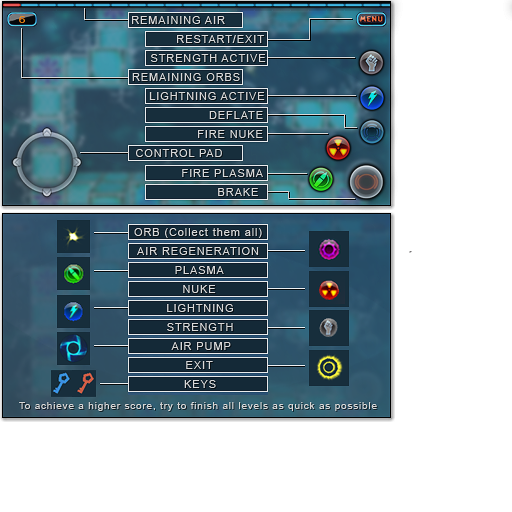 REMAINING AIR
6
MENU
RESTART/EXIT
STRENGTH ACTIVE
REMAINING ORBS
LIGHTNING ACTIVE
DEFLATE
FIRE NUKE
CONTROL PAD
FIRE PLASMA
BRAKE
ORB (Collect them all)
AIR REGENERATION
PLASMA
NUKE
LIGHTNING
STRENGTH
AIR PUMP
EXIT
KEYS
To achieve a higher score, try to finish all levels as quick as possible